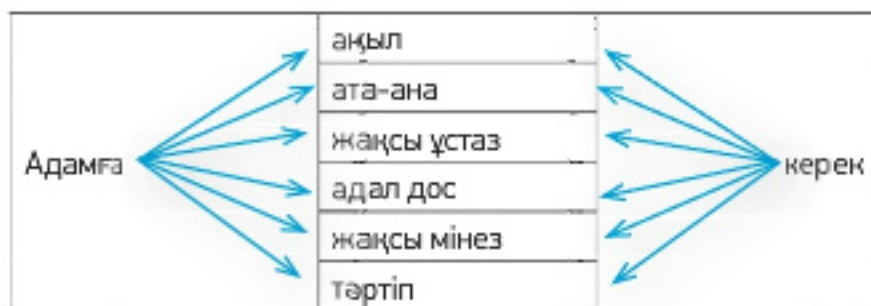 ақыл
ата-ана
жақсы ұстаз
Адамға
адал дос
керек
жақсы мінез
тәртіп